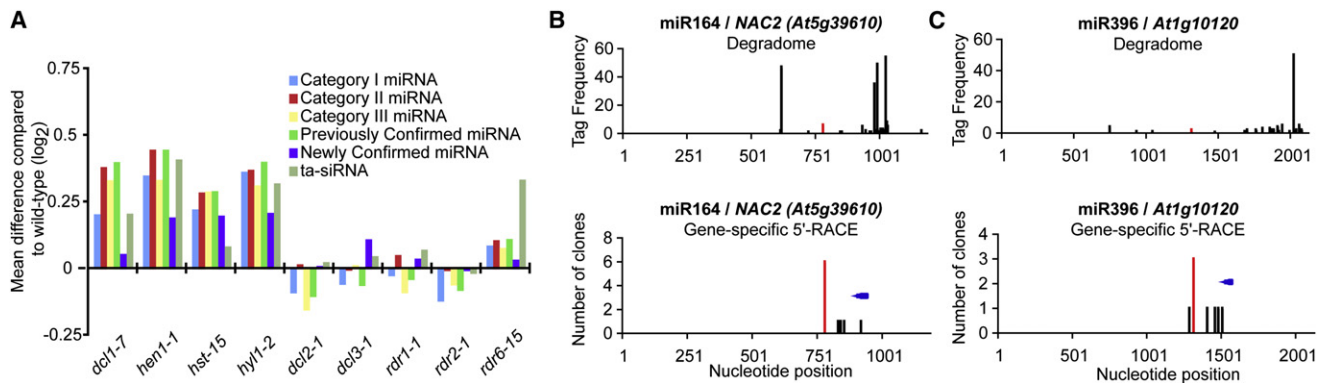 A
Mean difference compared
to wild-type (log2)
0.75
0.5
0.25
0
-0.25
Category I miRNA
Category II miRNA
Category III miRNA
Previously Confirmed miRNA
Newly Confirmed miRNA
ta-siRNA
dcl1-7
hen1-1
hst-15
hyl1-2
dcl2-1
dcl3-1
rdr1-1
rdr2-1
rdr6-15
B
miR164 / NAC2 (At5g39610)
Degradome
Tag Frequency
60
40
20
0
1
251
501
751
1001
miR164 / NAC2 (At5g39610)
Gene-specific 5'-RACE
Number of clones
8
6
4
2
0
1
251
501
751
1001
Nucleotide position
C
miR396 / At1g10120
Degradome
Tag Frequency
60
40
20
0
1
501
1001
1501
2001
miR396 / At1g10120
Gene-specific 5'-RACE
Number of clones
4
3
2
1
0
1
501
1001
1501
2001
Nucleotide position